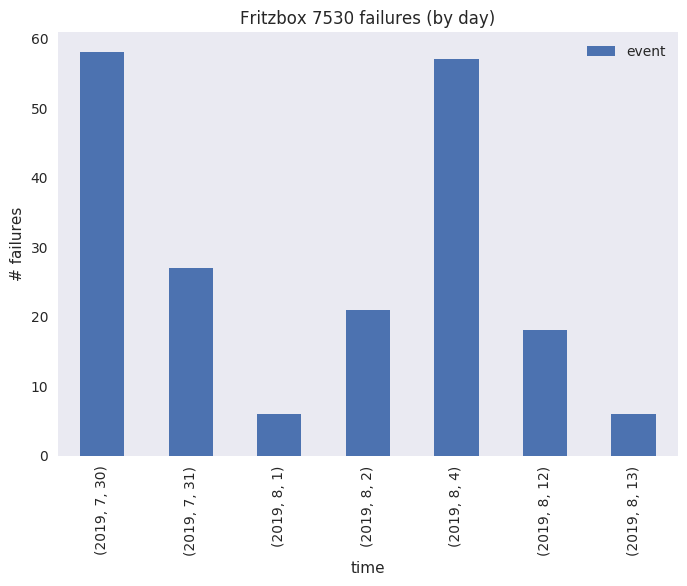 Fritzbox 7530 failures (by day)
event
# failures
60
50
40
30
20
10
0
(2019, 7, 30)
(2019, 7, 31)
(2019, 8, 1)
(2019, 8, 2)
(2019, 8, 4)
(2019, 8, 12)
(2019, 8, 13)
time